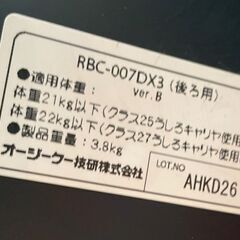 RBC-007DX3 (後ろ用)
ver.B
●適用体重:
体重21kg以下(クラス25うしろキャリヤ使用
体重22kg以下(クラス27うしろキャリヤ使用
●製品重量:3.8kg
オージーケー技研株式会社
LOT.NO
AHKD26